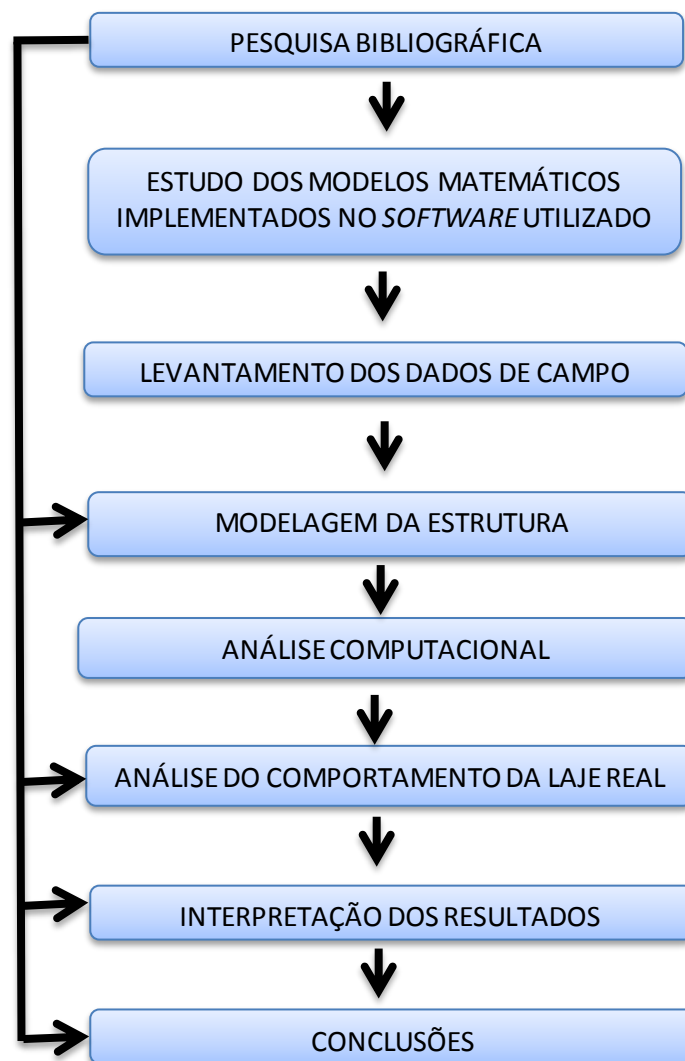 PESQUISA BIBLIOGRÁFICA
ESTUDO DOS MODELOS MATEMÁTICOS
IMPLEMENTADOS NO SOFTWARE UTILIZADO
LEVANTAMENTO DOS DADOS DE CAMPO
MODELAGEM DA ESTRUTURA
ANÁLISE COMPUTACIONAL
ANÁLISE DO COMPORTAMENTO DA LAJE REAL
INTERPRETAÇÃO DOS RESULTADOS
CONCLUSÕES